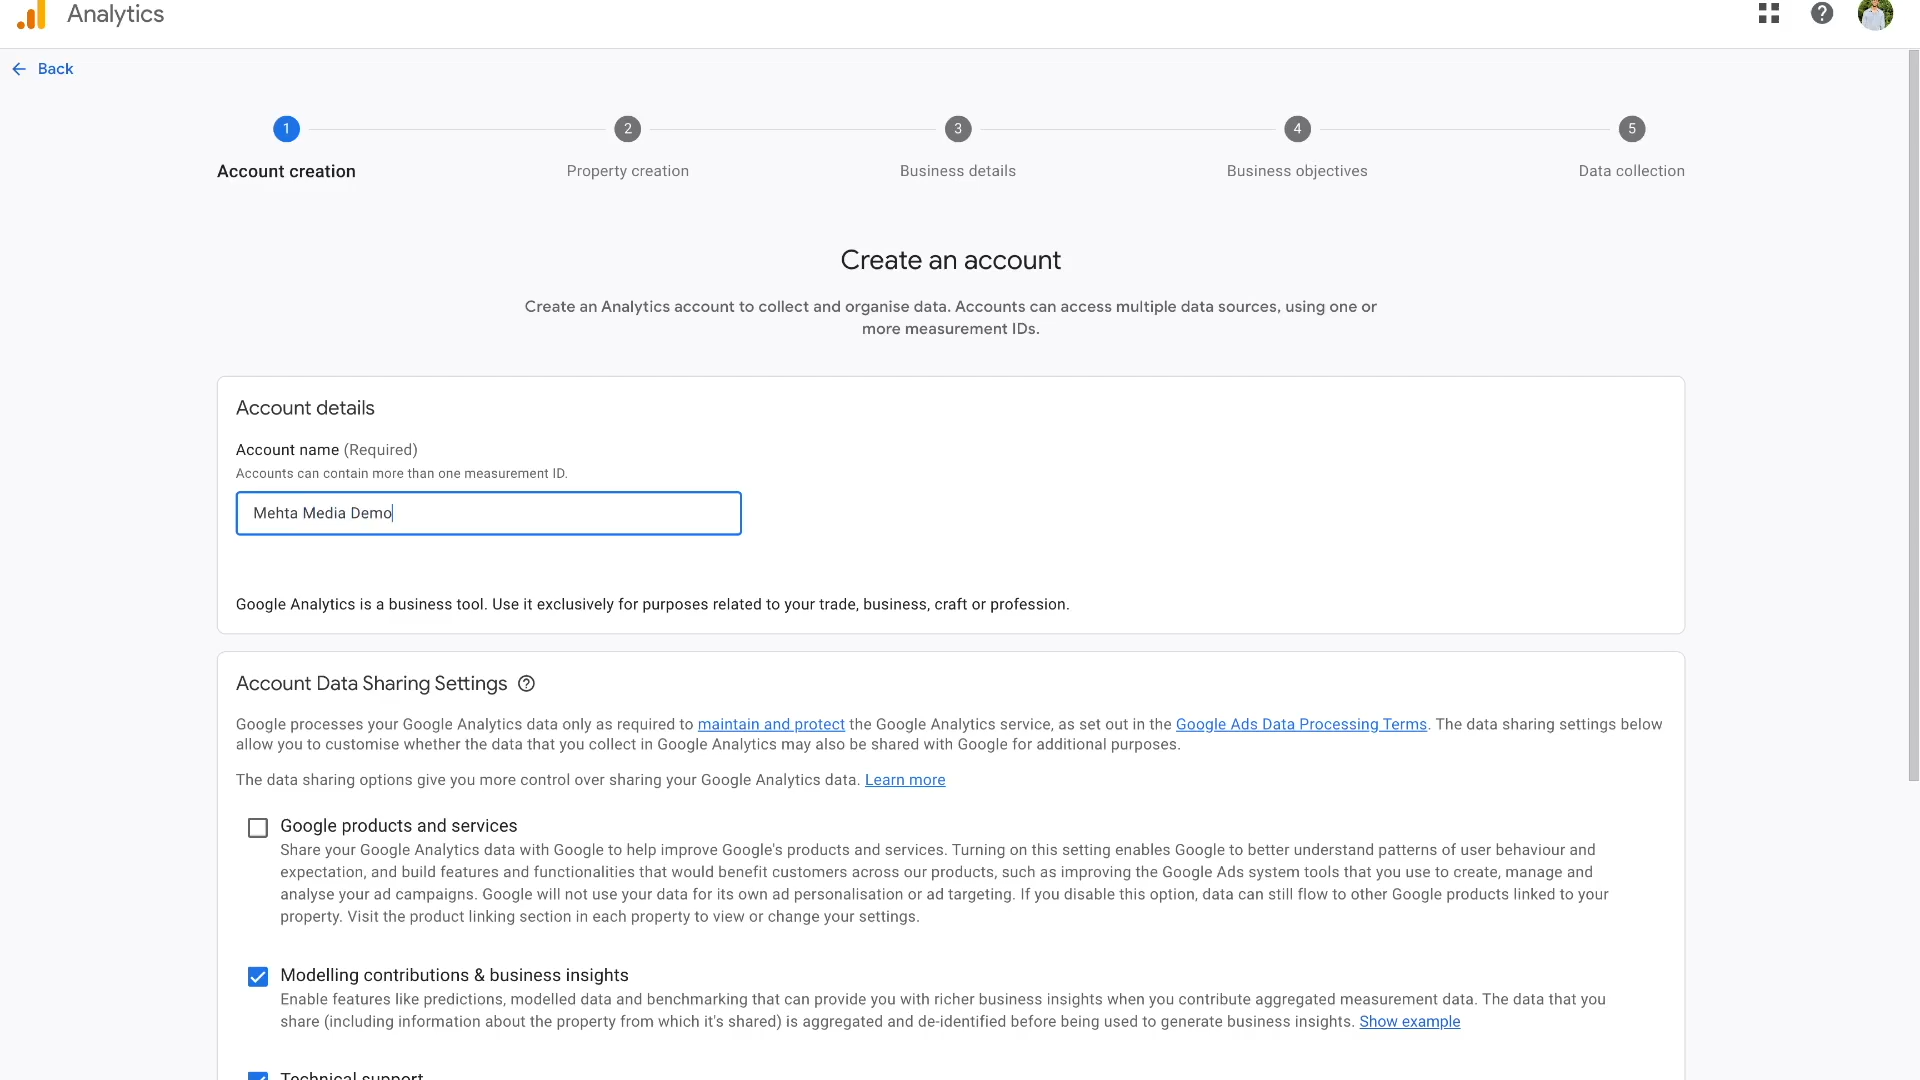 Analytics
Back
1
2
3
4
5
Account creation
Property creation
Business details
Business objectives
Data collection
Create an account
Create an Analytics account to collect and organise data. Accounts can access multiple data sources, using one or
more measurement IDs.
Account details
Account name (Required)
Accounts can contain more than one measurement ID.
Mehta Media Demo
Google Analytics is a business tool. Use it exclusively for purposes related to your trade, business, craft or profession.
Account Data Sharing Settings
Google processes your Google Analytics data only as required to maintain and protect the Google Analytics service, as set out in the Google Ads Data Processing Terms. The data sharing settings below
allow you to customise whether the data that you collect in Google Analytics may also be shared with Google for additional purposes.
The data sharing options give you more control over sharing your Google Analytics data. Learn more
Google products and services
Share your Google Analytics data with Google to help improve Google's products and services. Turning on this setting enables Google to better understand patterns of user behaviour and
expectation, and build features and functionalities that would benefit customers across our products, such as improving the Google Ads system tools that you use to create, manage and
analyse your ad campaigns. Google will not use your data for its own ad personalisation or ad targeting. If you disable this option, data can still flow to other Google products linked to your
property. Visit the product linking section in each property to view or change your settings.
Modelling contributions & business insights
Enable features like predictions, modelled data and benchmarking that can provide you with richer business insights when you contribute aggregated measurement data. The data that you
share (including information about the property from which it's shared) is aggregated and de-identified before being used to generate business insights. Show example
Technical support